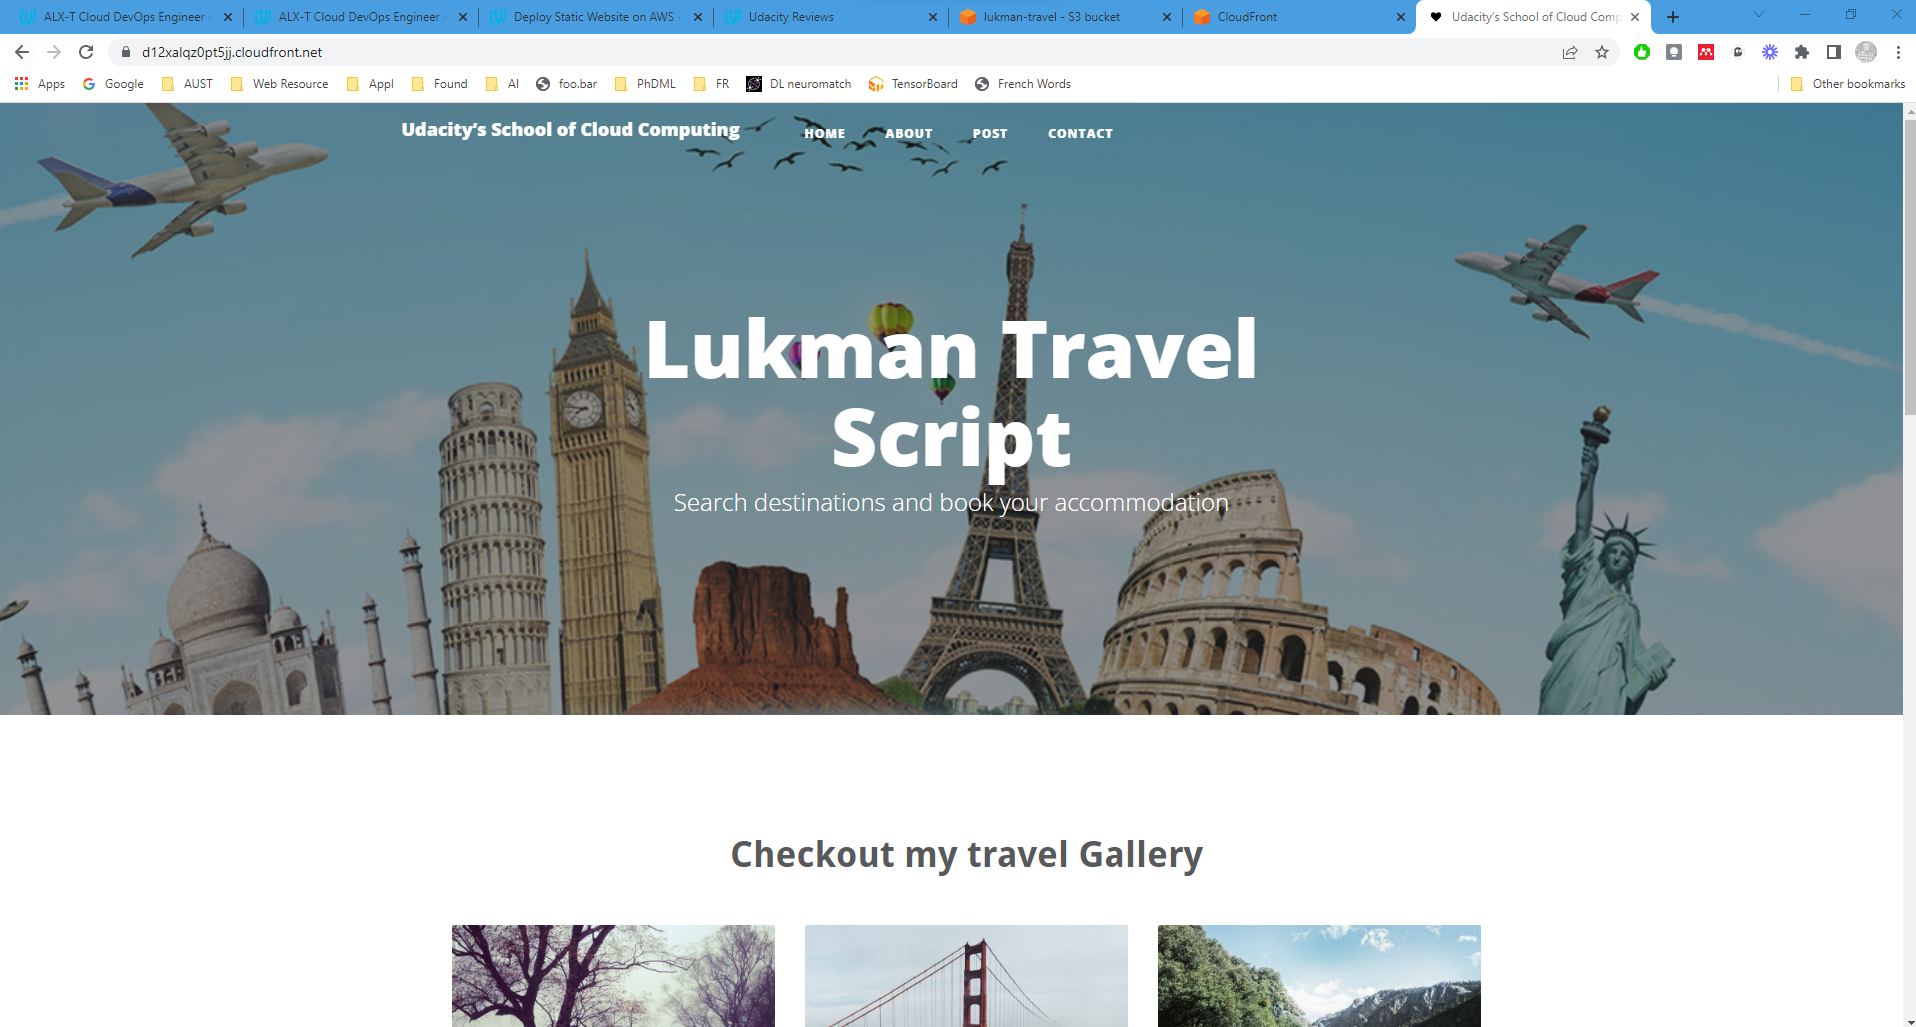 ALX-T Cloud DevOps Engineer -
ALX-T Cloud DevOps Engineer -
Deploy Static Website on AWS -
Udacity Reviews
lukman-travel - S3 bucket
CloudFront
Udacity's School of Cloud Comp
d12xalqz0pt5jj.cloudfront.net
Apps
Google
AUST
Web Resource
Appl
Found
AI
foo.bar
PhDML
FR
DL neuromatch
TensorBoard
French Words
Other bookmarks
Udacity’s School of Cloud Computing
HOME
ABOUT
POST
CONTACT
Lukman Travel
Script
Search destinations and book your accommodation
Checkout my travel Gallery